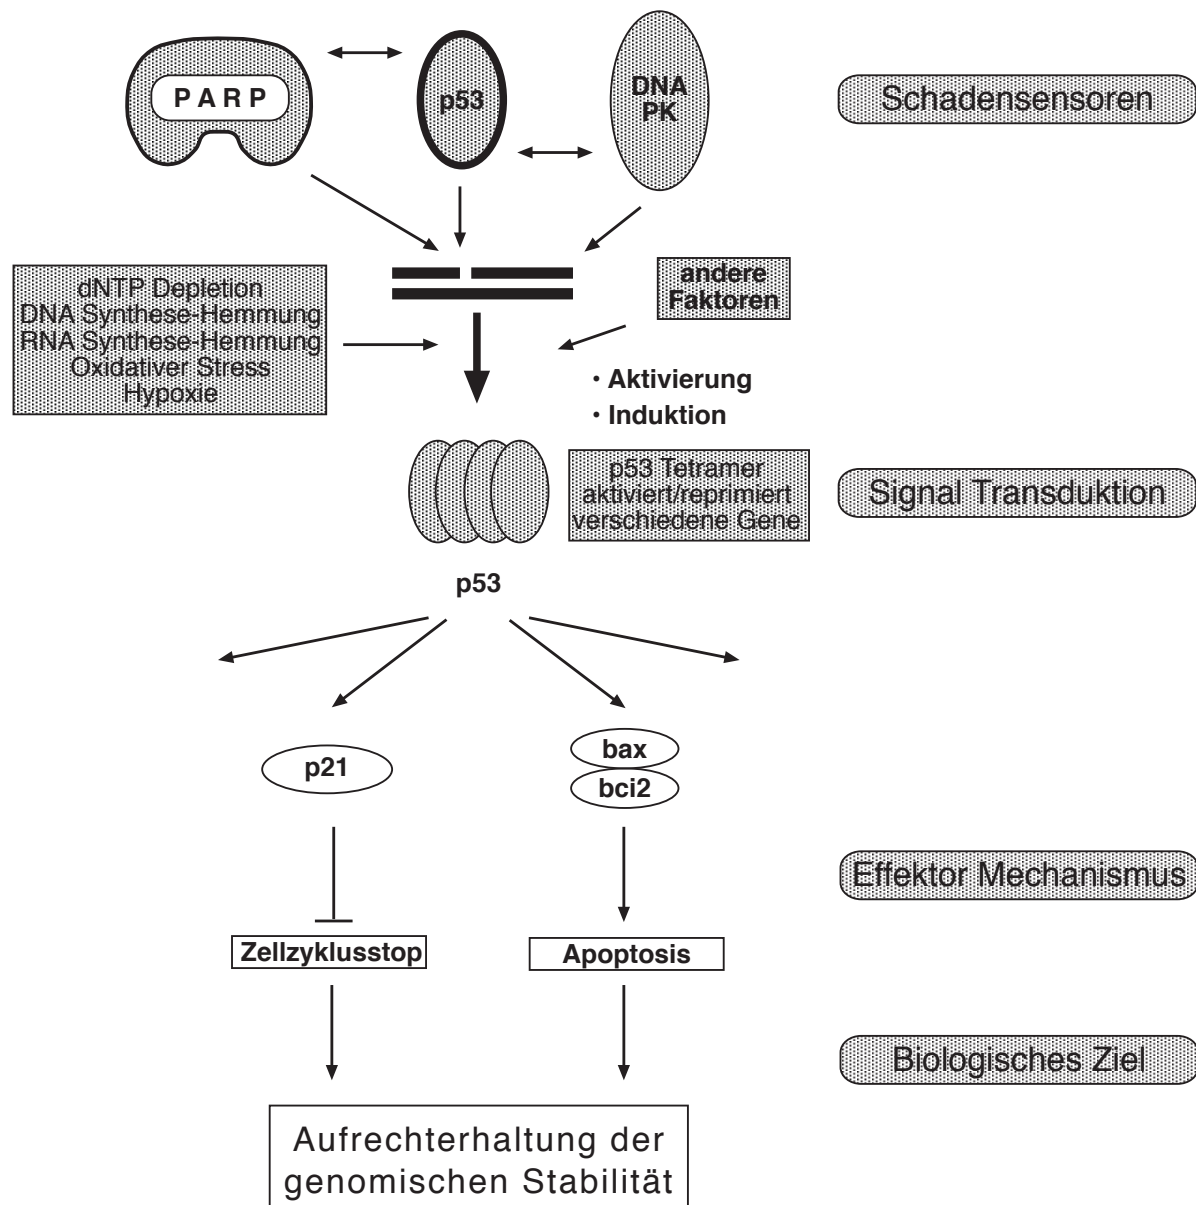 PARP
p53
DNA
PK
Schadensensoren
dNTP Depletion
DNA Synthese-Hemmung
RNA Synthese-Hemmung
Oxidativer Stress
Hypoxie
andere
Faktoren
· Aktivierung
· Induktion
p53 Tetramer
aktiviert/reprimiert
verschiedene Gene
Signal Transduktion
p53
p21
bax
bci2
Effektor Mechanismus
Zellzyklusstop
Apoptosis
Biologisches Ziel
Aufrechterhaltung der
genomischen Stabilität